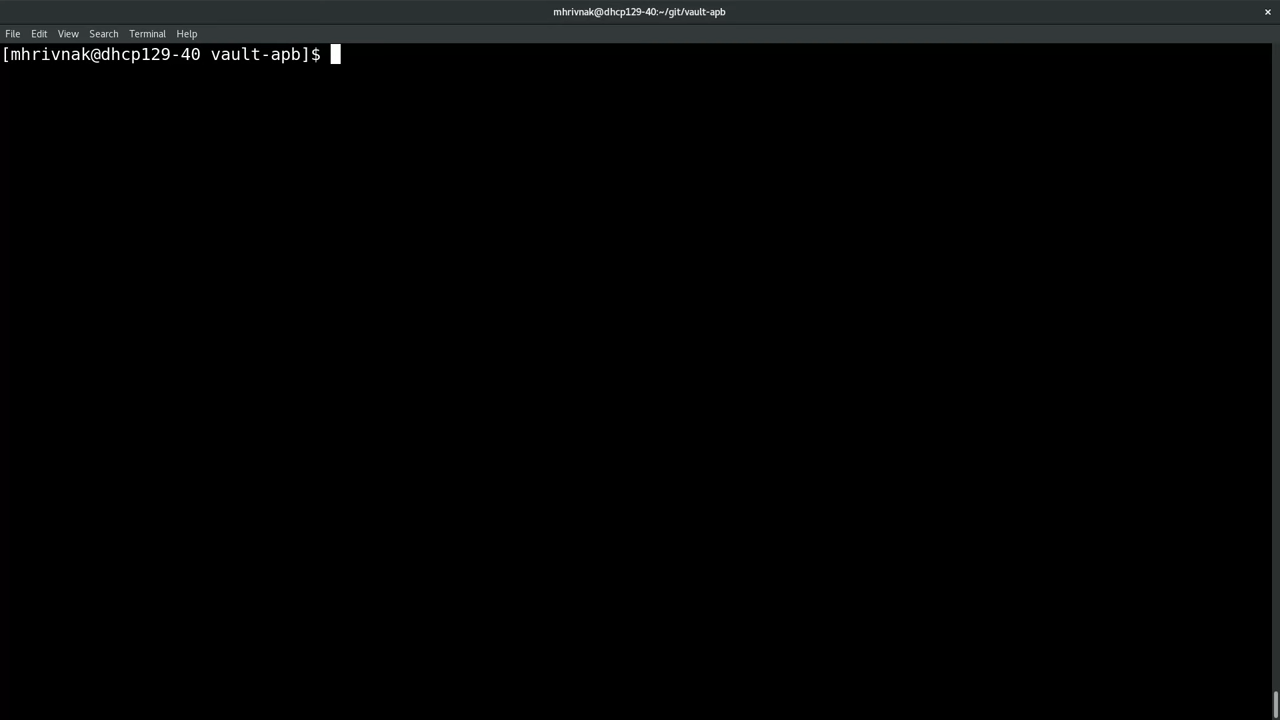 mhrivnak@dhcp129-40:~/git/vault-apb ×
File Edit View Search Terminal Help
[mhrivnak@dhcp129-40 vault-apb]$